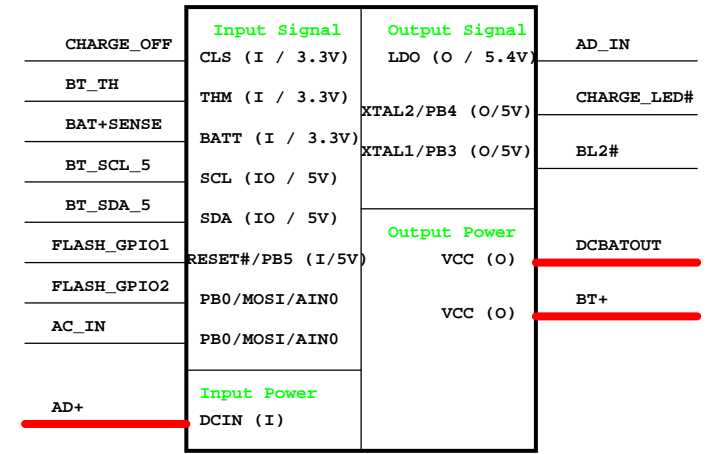 Input Signal
Output Signal
CHARGE_OFF
CLS (I / 3.3V)
LDO (O / 5.4V)
AD_IN
BT_TH
THM (I / 3.3V)
XTAL2/PB4 (O/5V)
CHARGE_LED#
BAT+SENSE
BATT (I / 3.3V)
XTAL1/PB3 (O/5V)
BL2#
BT_SCL_5
SCL (IO / 5V)
BT_SDA_5
SDA (IO / 5V)
Output Power
FLASH_GPIO1
RESET#/PB5 (I/5V)
VCC (O)
DCBATOUT
FLASH_GPIO2
PB0/MOSI/AIN0
VCC (O)
BT+
AC_IN
PB0/MOSI/AIN0
Input Power
AD+
DCIN (I)